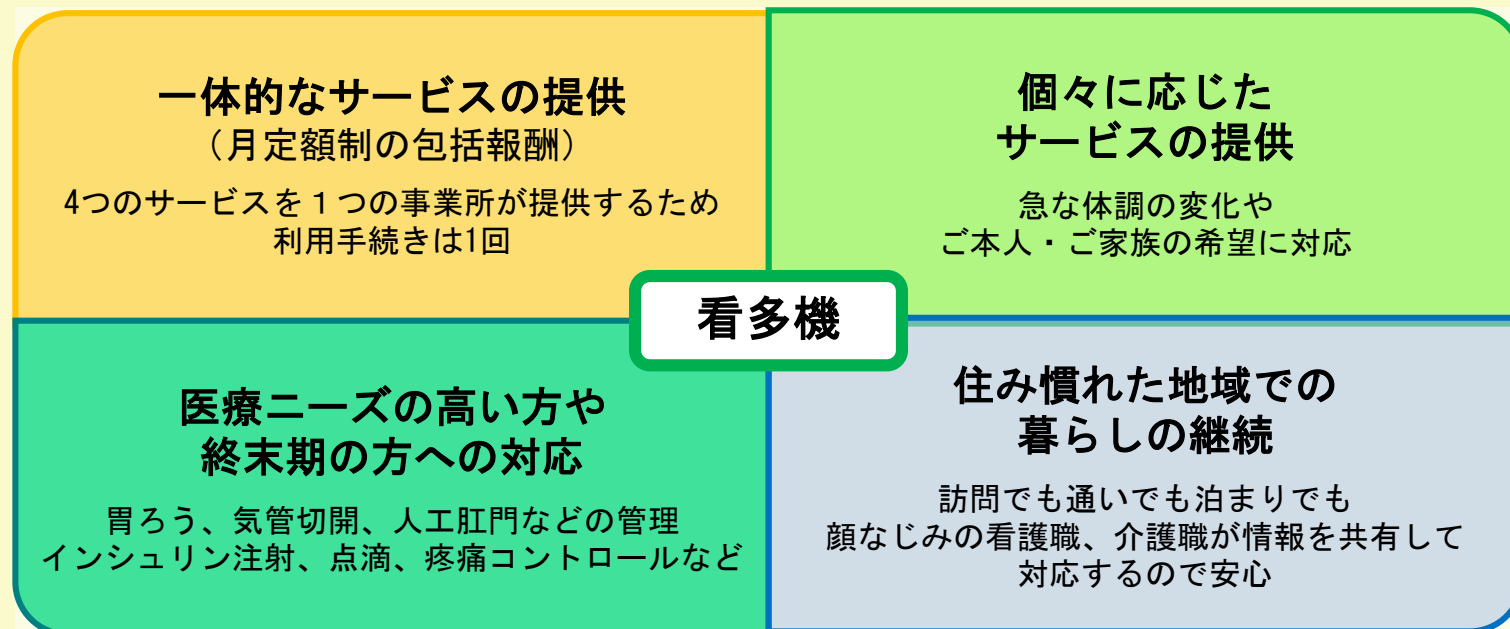 一体的なサービスの提供
（月定額制の包括報酬）
4つのサービスを１つの事業所が提供するため
利用手続きは1回
個々に応じた
サービスの提供
急な体調の変化や
ご本人・ご家族の希望に対応
看多機
医療ニーズの高い方や
終末期の方への対応
胃ろう、気管切開、人工肛門などの管理
インシュリン注射、点滴、疼痛コントロールなど
住み慣れた地域での
暮らしの継続
訪問でも通いでも泊まりでも
顔なじみの看護職、介護職が情報を共有して
対応するので安心